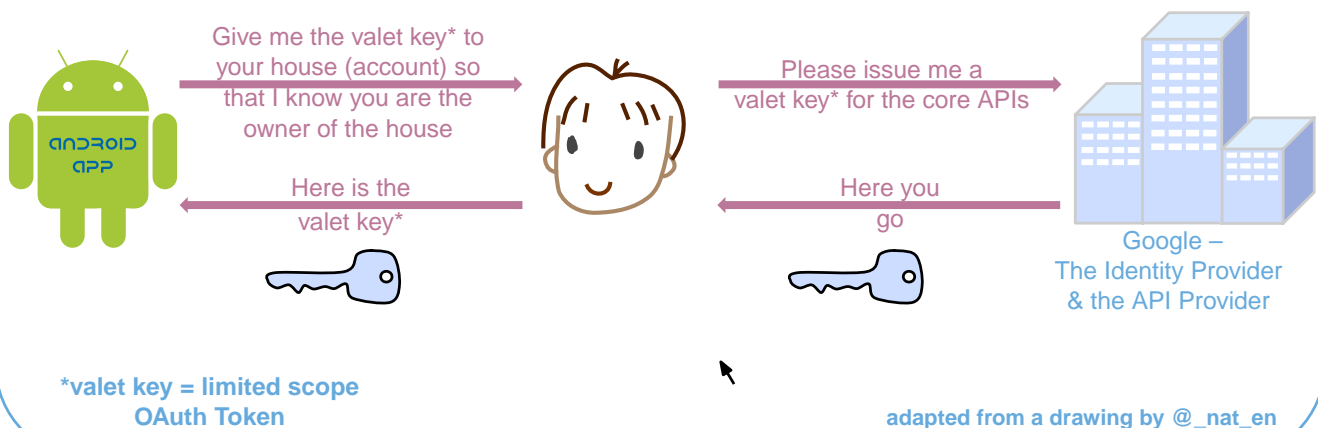 Give me the valet key* to
your house (account) so
that I know you are the
owner of the house
Please issue me a
valet key* for the core APIs
ANDROID
APP
Here is the
valet key*
Here you
go
Google –
The Identity Provider
& the API Provider
*valet key = limited scope
OAuth Token
adapted from a drawing by @_nat_en